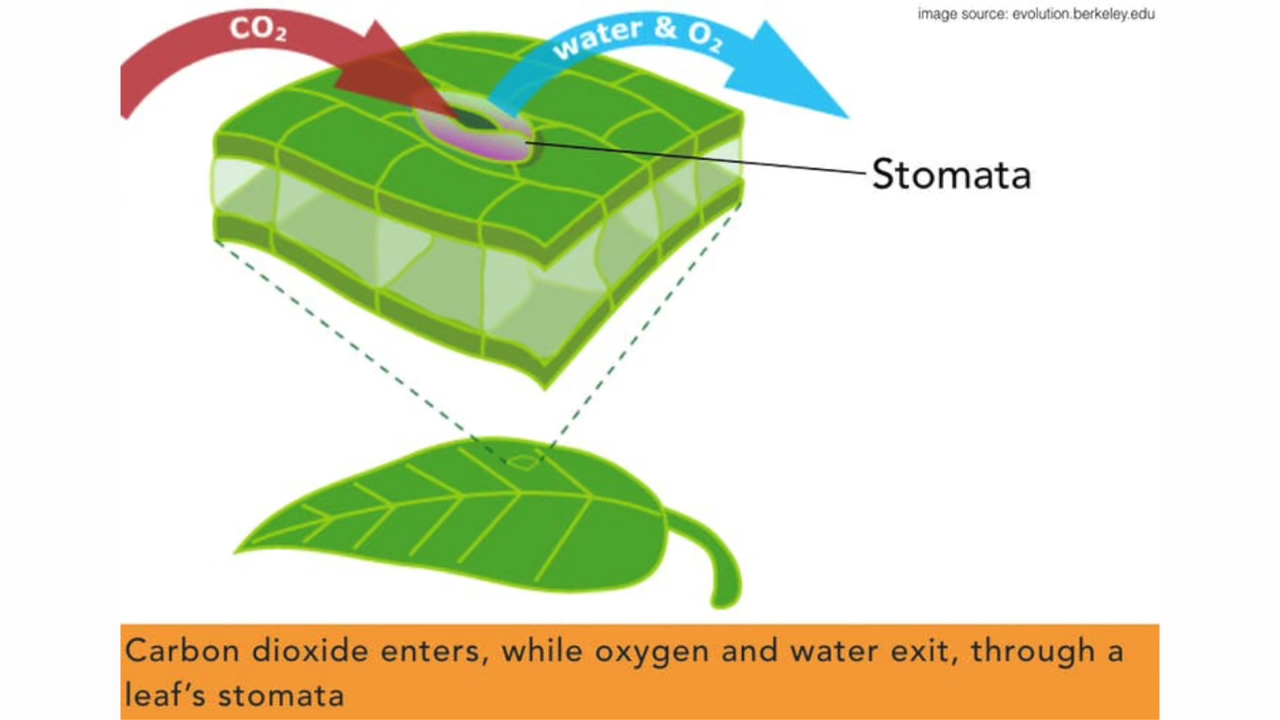 image source: evolution.berkeley.edu
CO₂
water & O₂
Stomata
Carbon dioxide enters, while oxygen and water exit, through a
leaf’s stomata